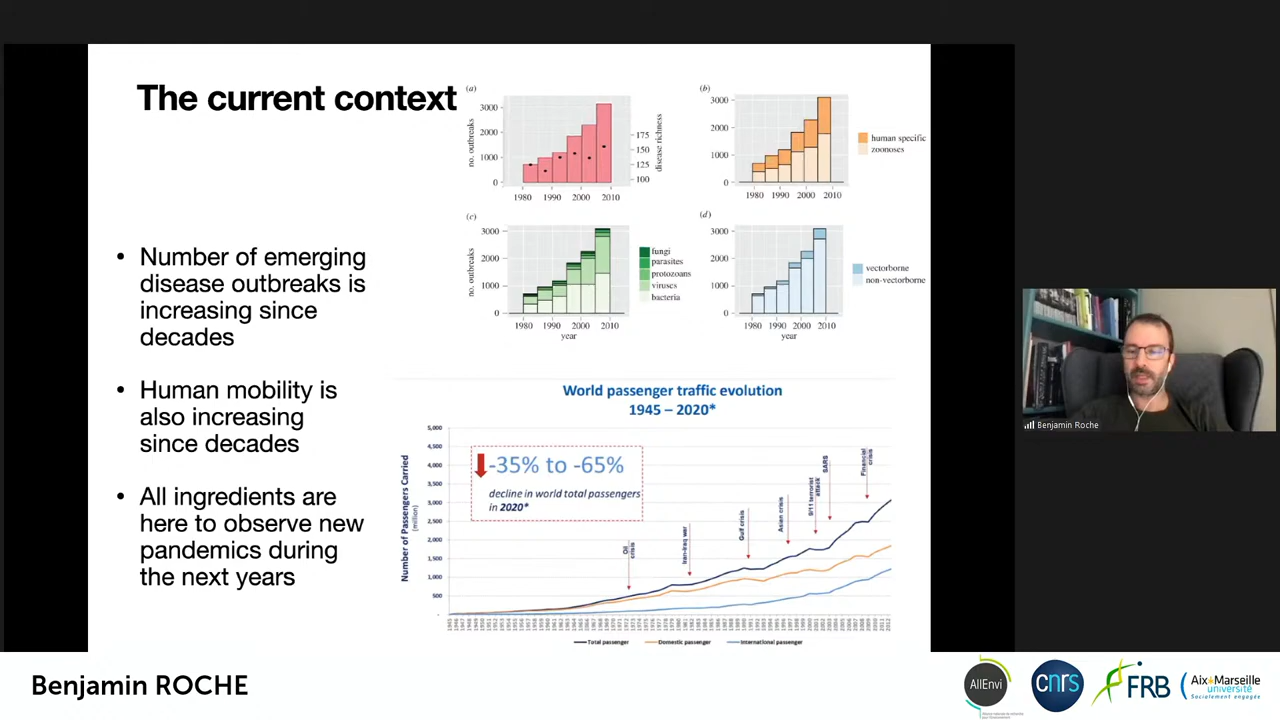 The current context
• Number of emerging
disease outbreaks is
increasing since
decades
• Human mobility is
also increasing
since decades
• All ingredients are
here to observe new
pandemics during
the next years
(a)
no. outbreaks
3000
2000
1000
0
175
150
125
100
disease richness
1980 1990 2000 2010
(b)
3000
2000
1000
0
1980 1990 2000 2010
human specific
zoonoses
(c)
no. outbreaks
3000
2000
1000
0
1980 1990 2000 2010
year
fungi
parasites
protozoans
viruses
bacteria
(d)
3000
2000
1000
0
1980 1990 2000 2010
year
vectorborne
non-vectorborne
World passenger traffic evolution
1945 – 2020*
Number of Passengers Carried
(million)
5,000
4,500
4,000
3,500
3,000
2,500
2,000
1,500
1,000
500
-
-35% to -65%
decline in world total passengers
in 2020*
Oil
crisis
Iran-Iraq war
Gulf crisis
Asian crisis
9/11 terrorist
attack
SARS
Financial
crisis
Total passenger
Domestic passenger
International passenger
Benjamin Roche
Benjamin ROCHE
AllEnvi
cnrs
FRB
Aix Marseille
université
Socialement engagée